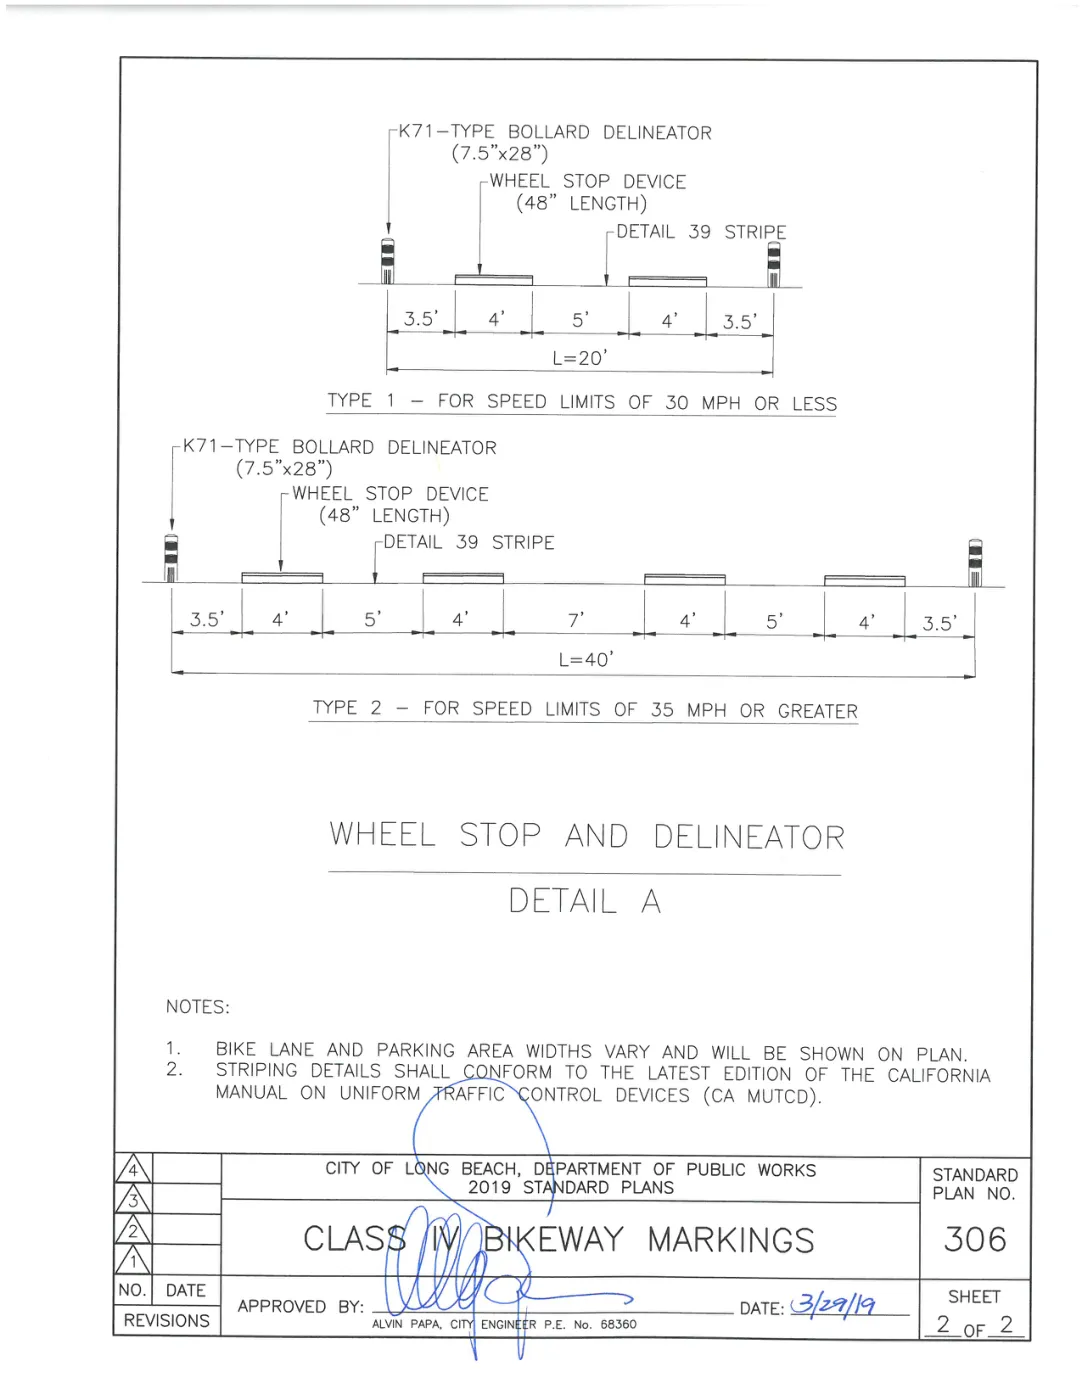 K71-TYPE BOLLARD DELINEATOR
(7.5"x28")
WHEEL STOP DEVICE
(48" LENGTH)
DETAIL 39 STRIPE
3.5' 4' 5' 4' 3.5'
L=20'
TYPE 1 - FOR SPEED LIMITS OF 30 MPH OR LESS
K71-TYPE BOLLARD DELINEATOR
(7.5"x28")
WHEEL STOP DEVICE
(48" LENGTH)
DETAIL 39 STRIPE
3.5' 4' 5' 4' 7' 4' 5' 4' 3.5'
L=40'
TYPE 2 - FOR SPEED LIMITS OF 35 MPH OR GREATER
WHEEL STOP AND DELINEATOR
DETAIL A
NOTES:
1. BIKE LANE AND PARKING AREA WIDTHS VARY AND WILL BE SHOWN ON PLAN.
2. STRIPING DETAILS SHALL CONFORM TO THE LATEST EDITION OF THE CALIFORNIA
MANUAL ON UNIFORM TRAFFIC CONTROL DEVICES (CA MUTCD).
4
3
2
1
NO. DATE
REVISIONS
CITY OF LONG BEACH, DEPARTMENT OF PUBLIC WORKS
2019 STANDARD PLANS
CLASS IV BIKEWAY MARKINGS
APPROVED BY: DATE: 3/29/19
ALVIN PAPA, CITY ENGINEER P.E. No. 68360
STANDARD
PLAN NO.
306
SHEET
2 OF 2